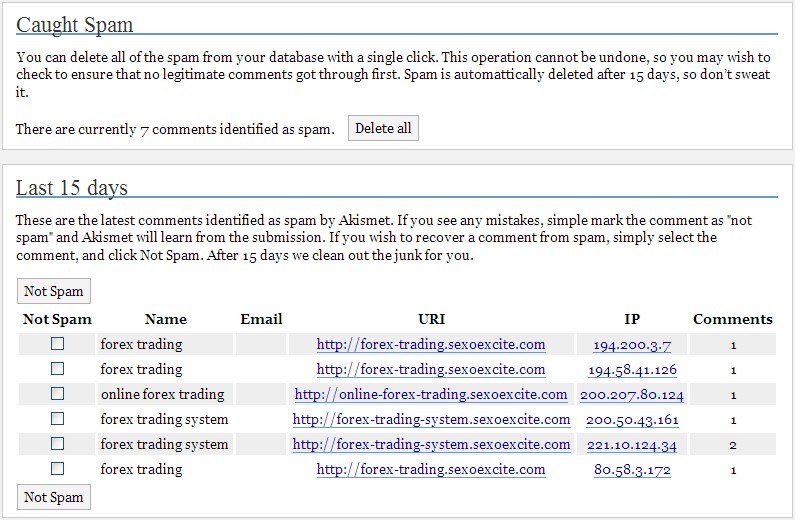 Caught Spam
You can delete all of the spam from your database with a single click. This operation cannot be undone, so you may wish to
check to ensure that no legitimate comments got through first. Spam is automattically deleted after 15 days, so don't sweat
it.
There are currently 7 comments identified as spam. Delete all
Last 15 days
These are the latest comments identified as spam by Akismet. If you see any mistakes, simple mark the comment as "not
spam" and Akismet will learn from the submission. If you wish to recover a comment from spam, simply select the
comment, and click Not Spam. After 15 days we clean out the junk for you.
Not Spam
Not Spam Name Email URI IP Comments
forex trading http://forex-trading.sexoexcite.com 194.200.3.7 1
forex trading http://forex-trading.sexoexcite.com 194.58.41.126 1
online forex trading http://online-forex-trading.sexoexcite.com 200.207.80.124 1
forex trading system http://forex-trading-system.sexoexcite.com 200.50.43.161 1
forex trading system http://forex-trading-system.sexoexcite.com 221.10.124.34 2
forex trading http://forex-trading.sexoexcite.com 80.58.3.172 1
Not Spam